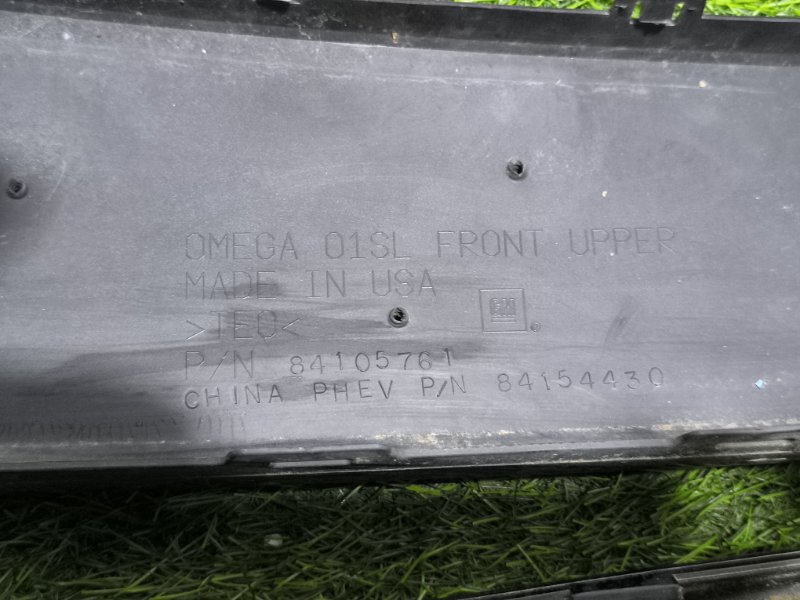 OMEGA 01SL FRONT UPPER
MADE IN USA
>TEO<
GM
P/N 84105761
CHINA PHEV P/N 84154430